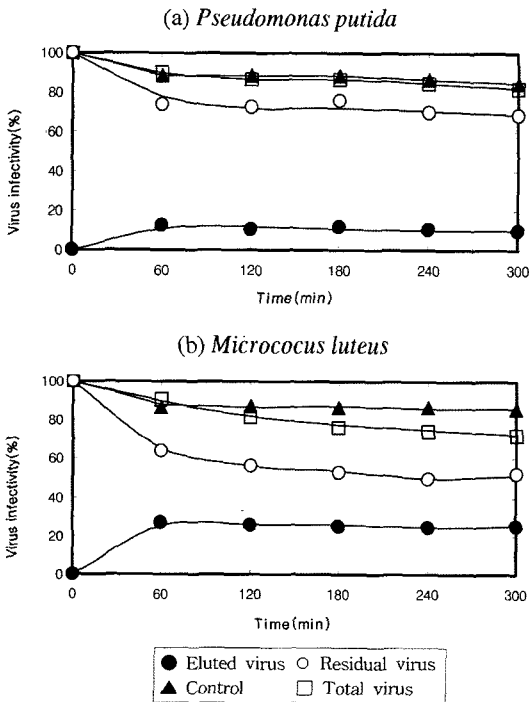 (a) Pseudomonas putida
Virus infectivity(%)
100
80
60
40
20
0
0 60 120 180 240 300
Time(min)
(b) Micrococus luteus
Virus infectivity(%)
100
80
60
40
20
0
0 60 120 180 240 300
Time(min)
Eluted virus Residual virus
Control Total virus